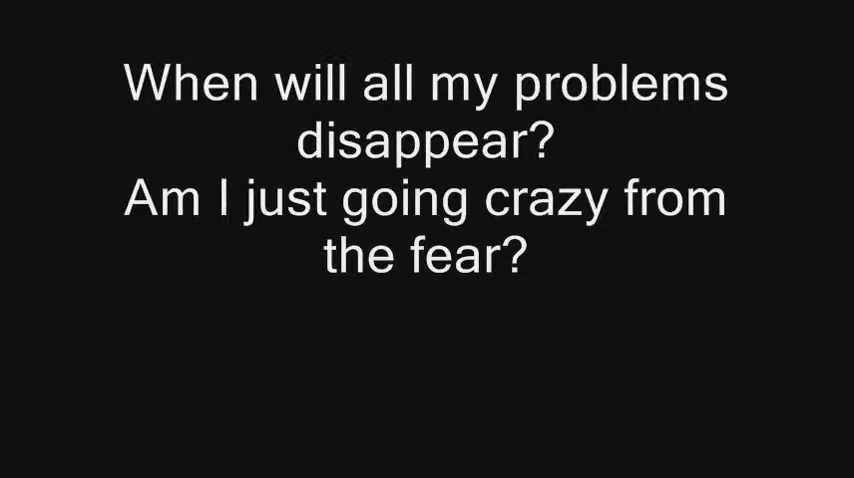 When will all my problems
disappear?
Am I just going crazy from
the fear?